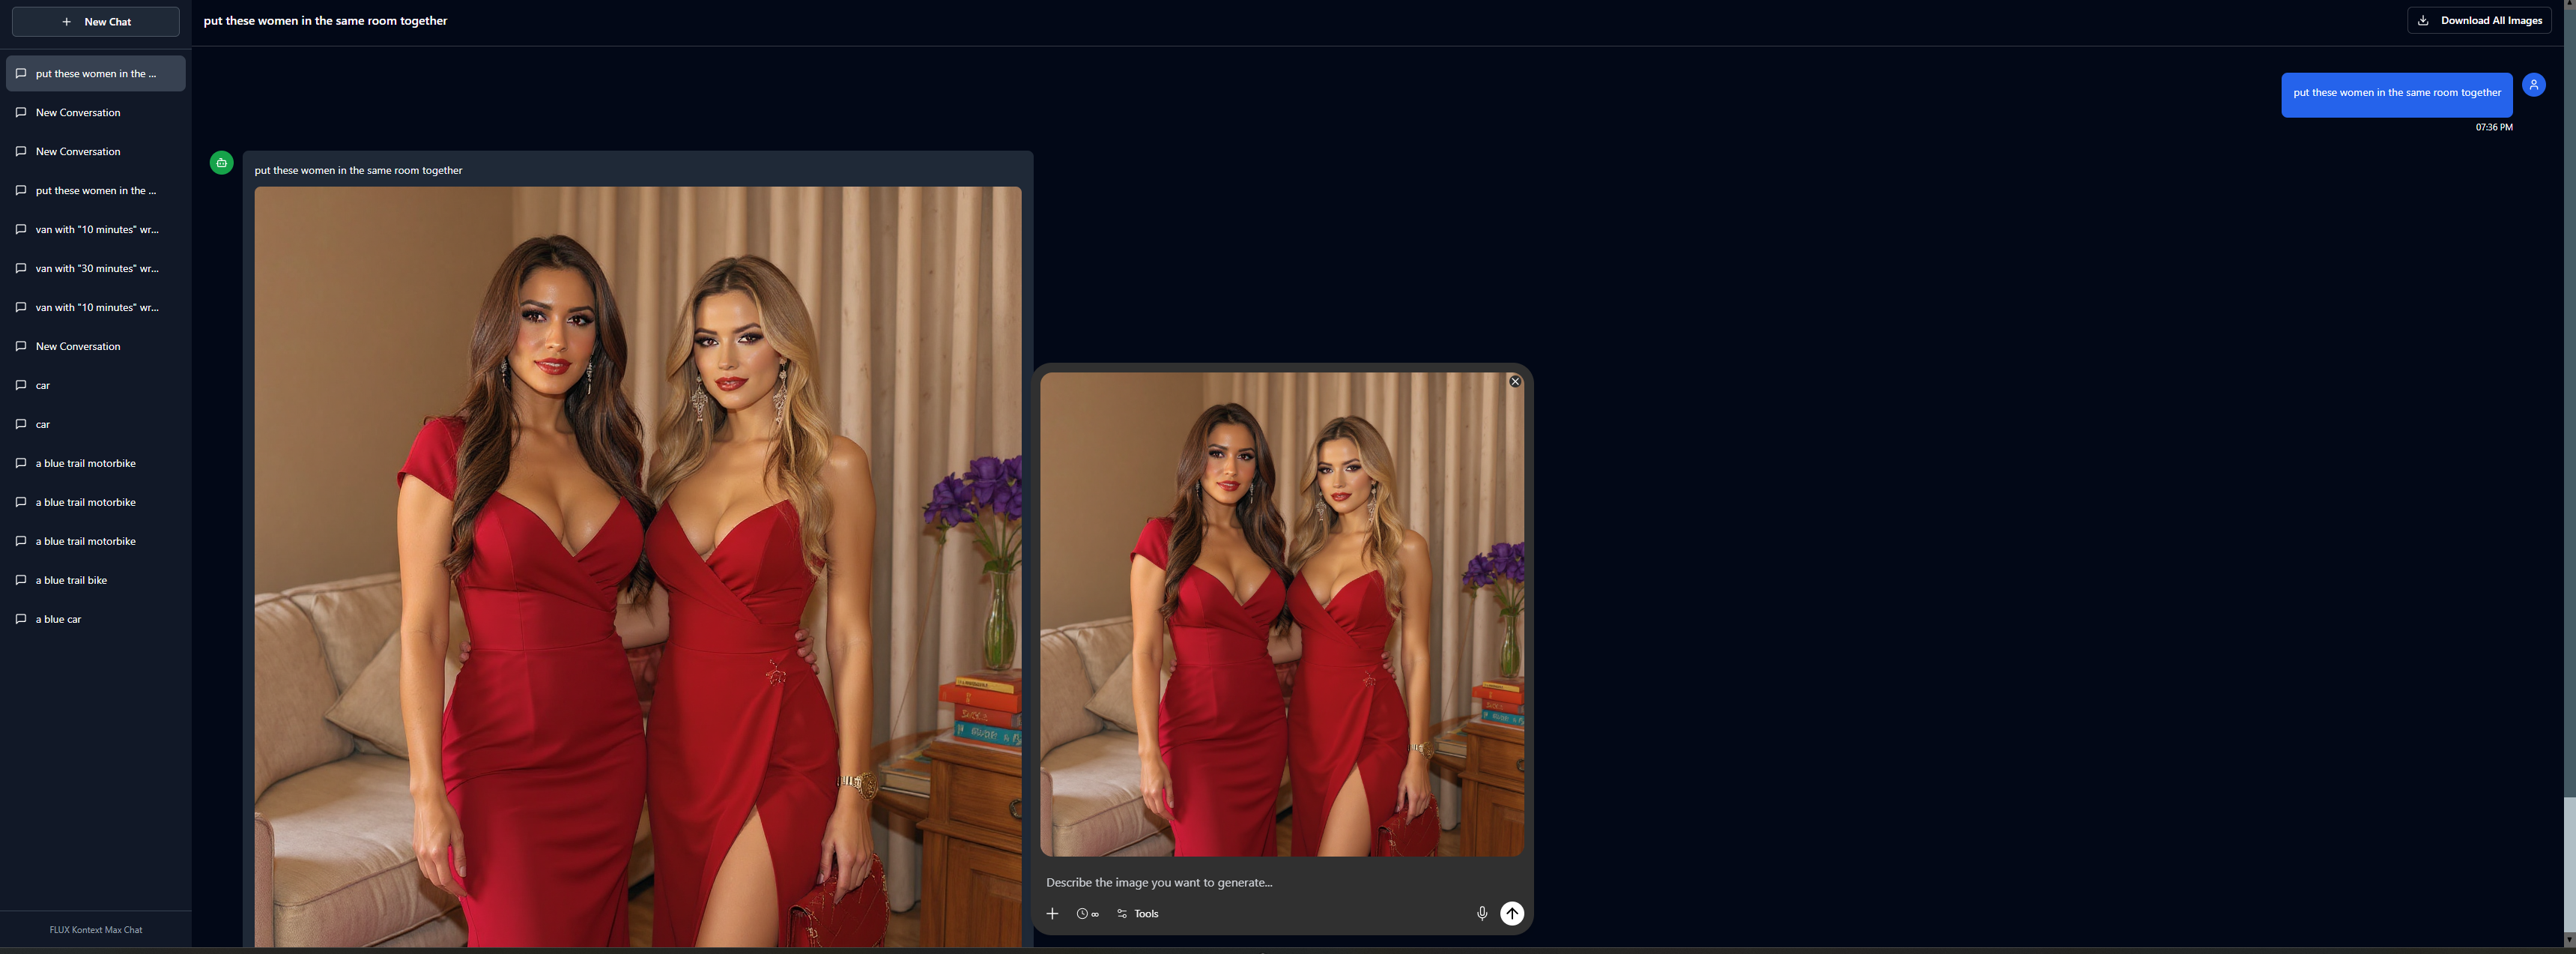 New Chat
put these women in the ...
New Conversation
New Conversation
put these women in the ...
van with "10 minutes" wr...
van with "30 minutes" wr...
van with "10 minutes" wr...
New Conversation
car
car
a blue trail motorbike
a blue trail motorbike
a blue trail motorbike
a blue trail bike
a blue car
FLUX Kontext Max Chat
put these women in the same room together
Download All Images
put these women in the same room together
07:36 PM
put these women in the same room together
Describe the image you want to generate...
∞
Tools